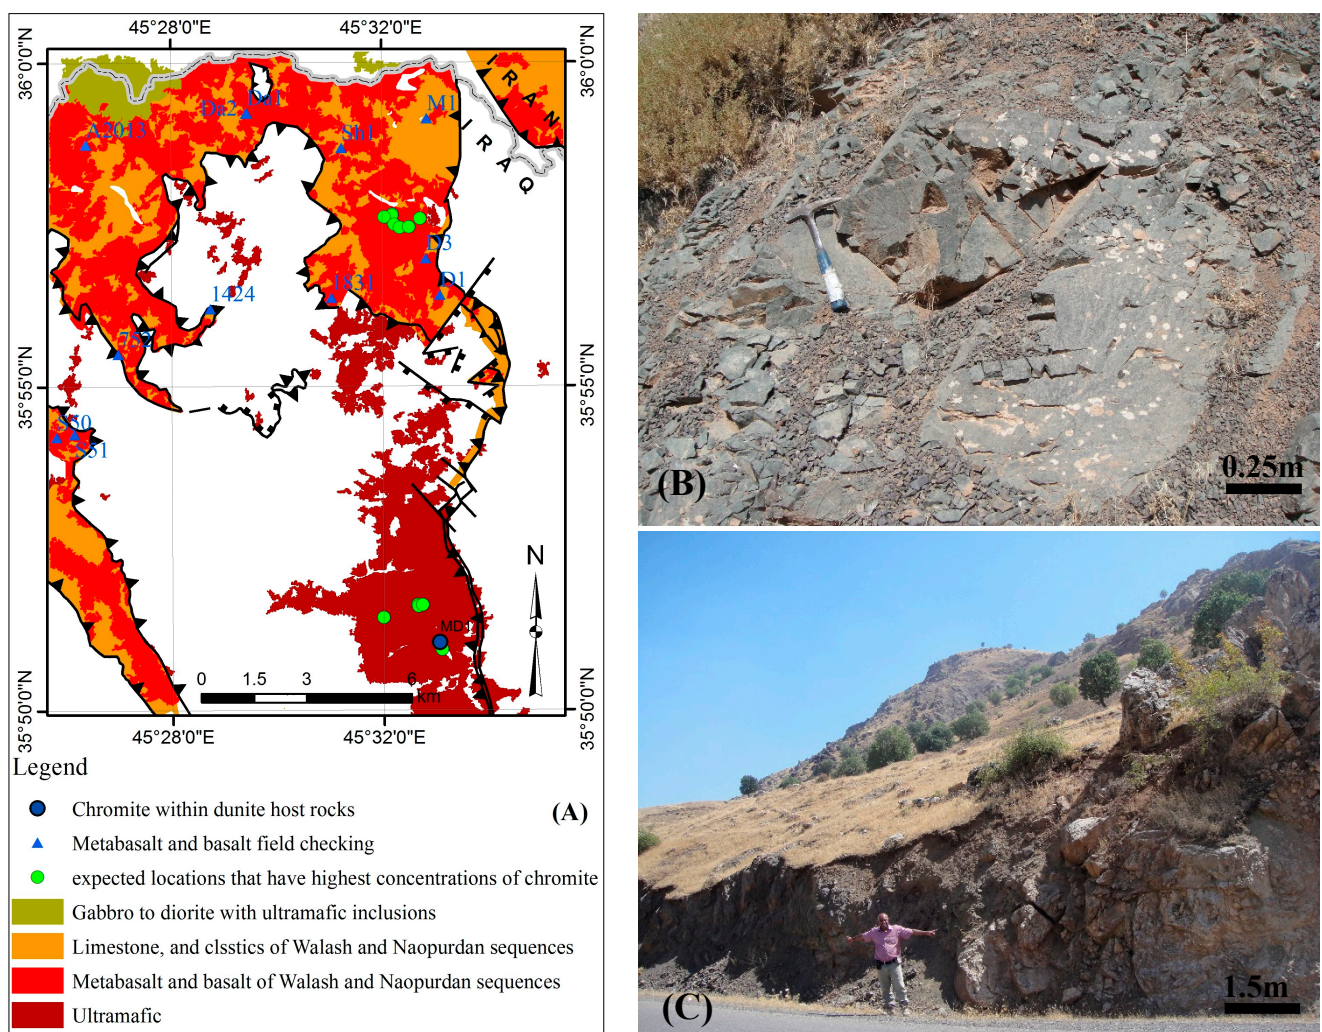 45°28'0"E 45°32'0"E
36°0'0"N 36°0'0"N
IRAN
IRAQ
Da2 Da1
M1
A2013
Sh1
D3
1831
D1
1424
752
35°55'0"N 35°55'0"N
S50
S51
N
MD1
0 1.5 3 6
km
35°50'0"N 35°50'0"N
45°28'0"E 45°32'0"E
Legend
Chromite within dunite host rocks
(A)
Metabasalt and basalt field checking
expected locations that have highest concentrations of chromite
Gabbro to diorite with ultramafic inclusions
Limestone, and clsstics of Walash and Naopurdan sequences
Metabasalt and basalt of Walash and Naopurdan sequences
Ultramafic
(B)
0.25m
(C)
1.5m